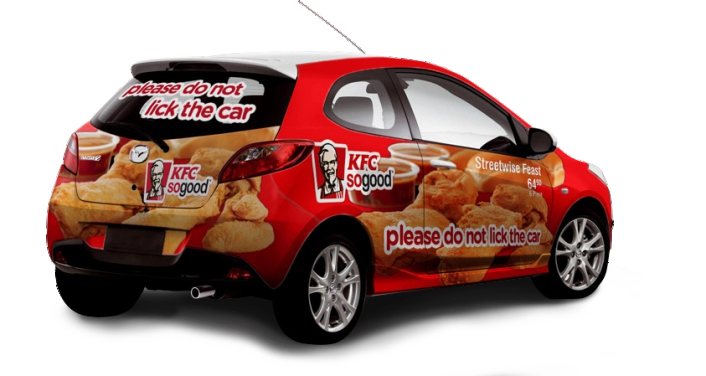 please do not
lick the car
KFC
so good
KFC
so good
Streetwise Feast
64
please do not lick the car